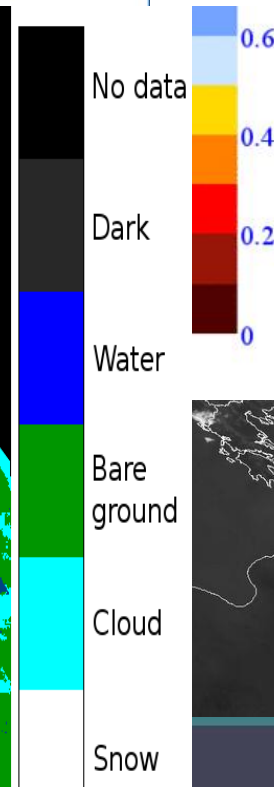 No data
Dark
Water
Bare
ground
Cloud
Snow
0.6
0.4
0.2
0